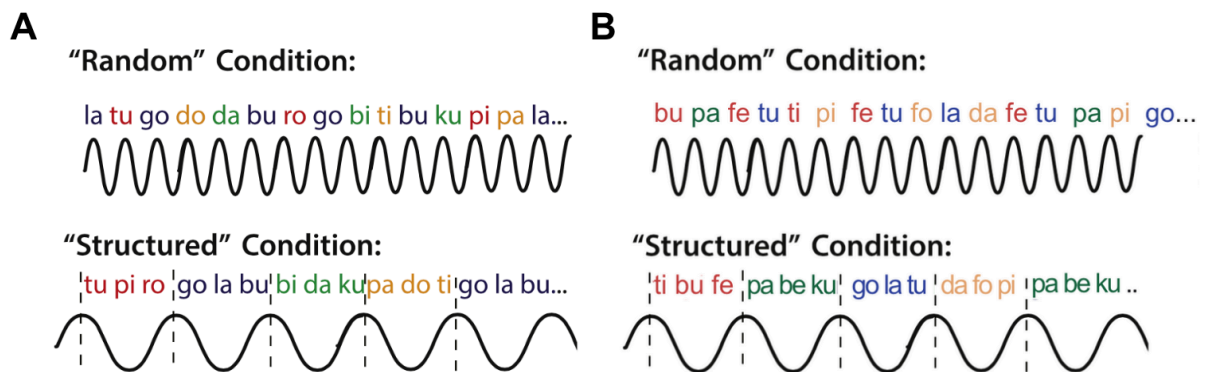 A
"Random" Condition:
la tu go do da bu ro go bi ti bu ku pi pa la...
"Structured" Condition:
tu pi ro go la bu bi da ku pa do ti go la bu...
B
"Random" Condition:
bu pa fe tu ti pi fe tu fo la da fe tu pa pi go...
"Structured" Condition:
ti bu fe pa be ku go la tu da fo pi pa be ku ..